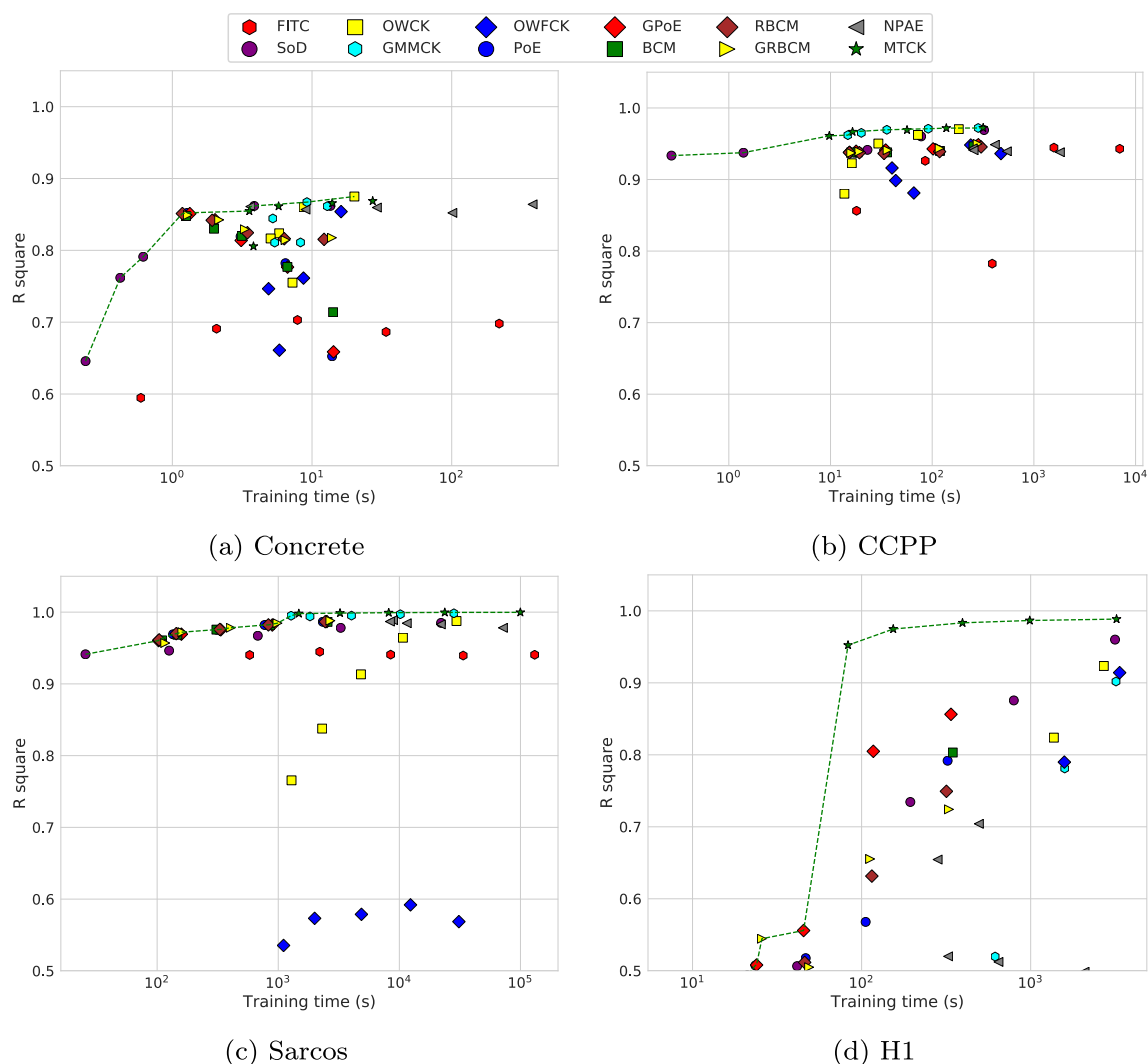 FITC OWCK OWFCK GPoE RBCM NPAE
SoD GMMCK PoE BCM GRBCM MTCK
1.0
0.9
0.8
0.7
0.6
0.5
R square
10⁰ 10¹ 10²
Training time (s)
(a) Concrete
1.0
0.9
0.8
0.7
0.6
0.5
R square
10⁰ 10¹ 10² 10³ 10⁴
Training time (s)
(b) CCPP
1.0
0.9
0.8
0.7
0.6
0.5
R square
10² 10³ 10⁴ 10⁵
Training time (s)
(c) Sarcos
1.0
0.9
0.8
0.7
0.6
0.5
R square
10¹ 10² 10³
Training time (s)
(d) H1